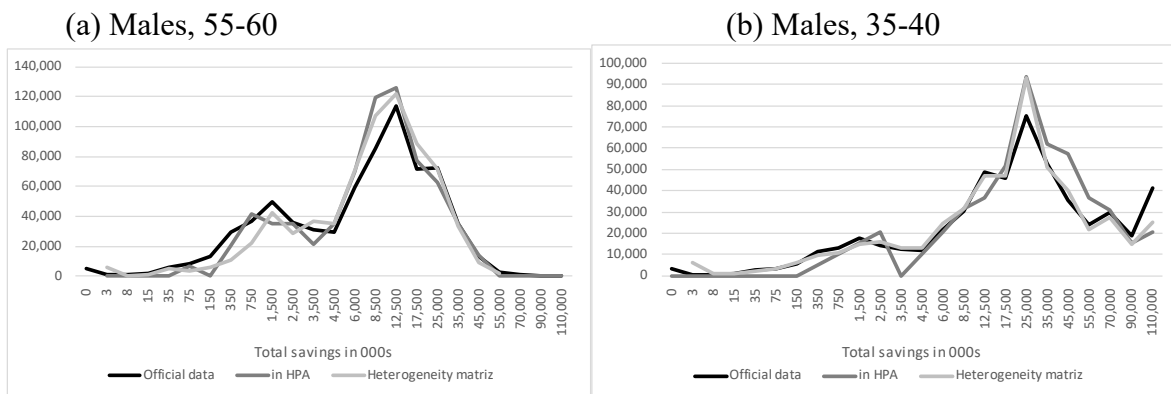 (a) Males, 55-60
140,000
120,000
100,000
80,000
60,000
40,000
20,000
0
0 3 8 15 35 75 150 350 750 1,500 2,500 3,500 4,500 6,000 8,500 12,500 17,500 25,000 35,000 45,000 55,000 70,000 90,000 110,000
Total savings in 000s
Official data in HPA Heterogeneity matriz
(b) Males, 35-40
100,000
90,000
80,000
70,000
60,000
50,000
40,000
30,000
20,000
10,000
0
0 3 8 15 35 75 150 350 750 1,500 2,500 3,500 4,500 6,000 8,500 12,500 17,500 25,000 35,000 45,000 55,000 70,000 90,000 110,000
Total savings in 000s
Official data in HPA Heterogeneity matriz